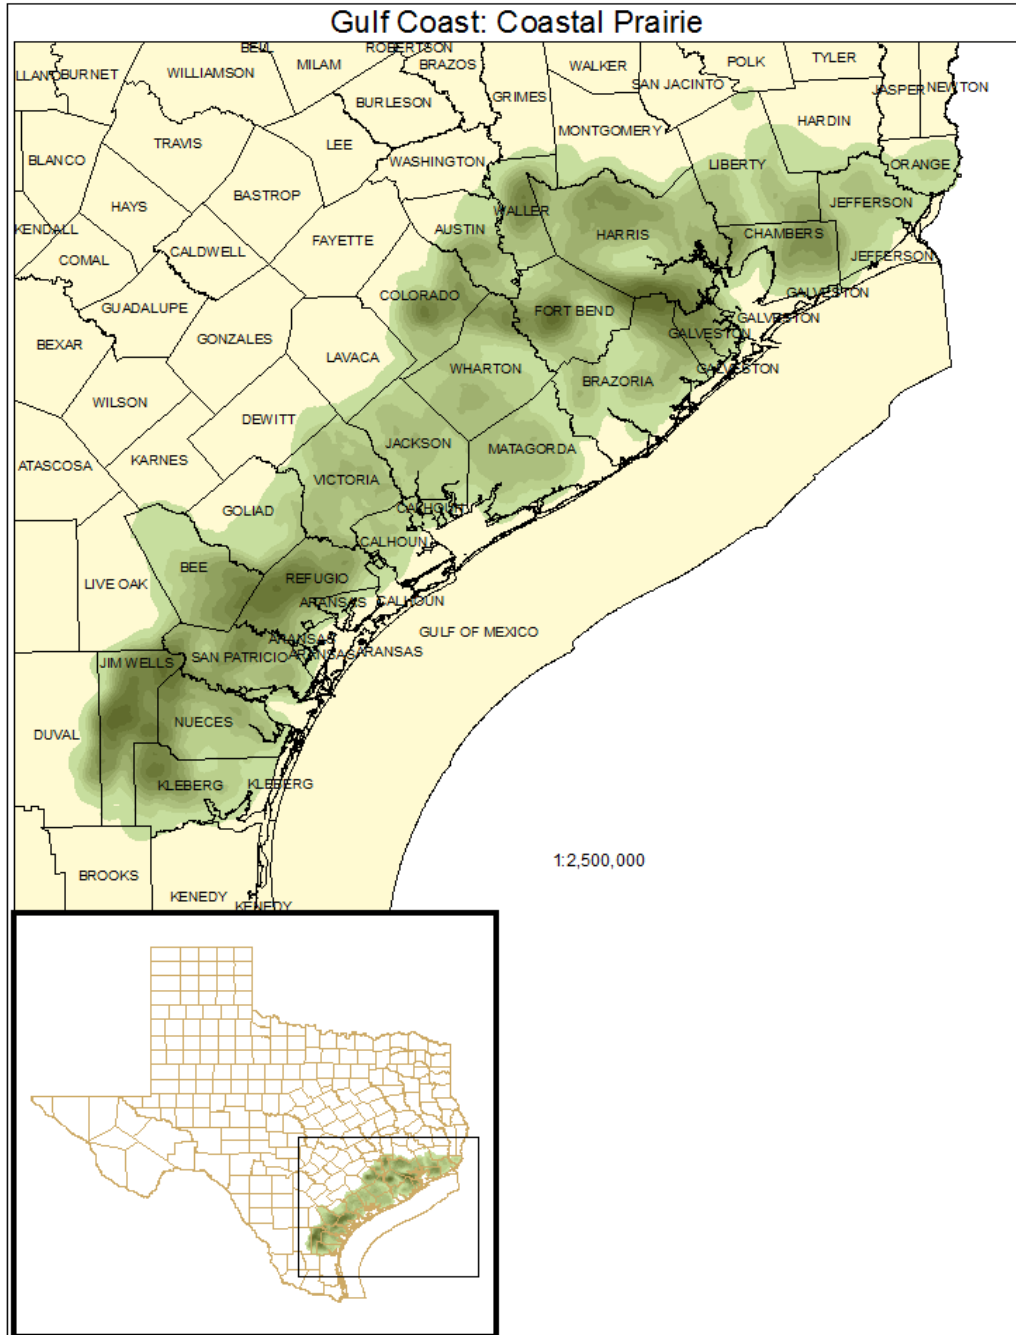 Gulf Coast: Coastal Prairie
BELL
ROBERTSON
LLANO
BURNET
WILLIAMSON
MILAM
BRAZOS
WALKER
POLK
TYLER
SAN JACINTO
JASPER
NEWTON
GRIMES
BURLESON
HARDIN
MONTGOMERY
TRAVIS
LEE
BLANCO
WASHINGTON
LIBERTY
ORANGE
BASTROP
HAYS
WALLER
JEFFERSON
KENDALL
AUSTIN
HARRIS
CHAMBERS
FAYETTE
CALDWELL
COMAL
JEFFERSON
COLORADO
GALVESTON
GUADALUPE
FORT BEND
GALVESTON
GONZALES
GALVESTON
BEXAR
LAVACA
WHARTON
GALVESTON
BRAZORIA
WILSON
DEWITT
JACKSON
MATAGORDA
KARNES
ATASCOSA
VICTORIA
CALHOUN
GOLIAD
CALHOUN
BEE
LIVE OAK
REFUGIO
ARANSAS
CALHOUN
GULF OF MEXICO
ARANSAS
ARANSAS
ARANSAS
JIM WELLS
SAN PATRICIO
NUECES
DUVAL
KLEBERG
KLEBERG
1:2,500,000
BROOKS
KENEDY
KENEDY